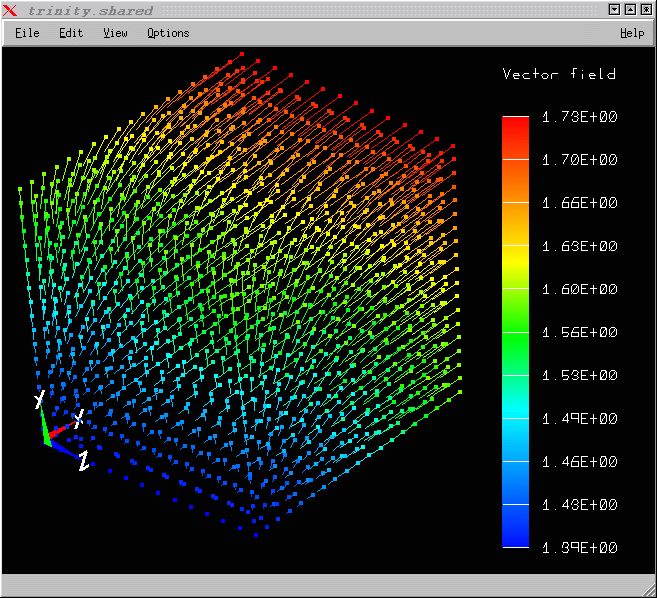 trinity.shared
File Edit View Options Help
Vector field
1.73E+00
1.70E+00
1.66E+00
1.63E+00
1.60E+00
1.56E+00
1.53E+00
1.49E+00
1.46E+00
1.43E+00
1.39E+00
Y
X
Z